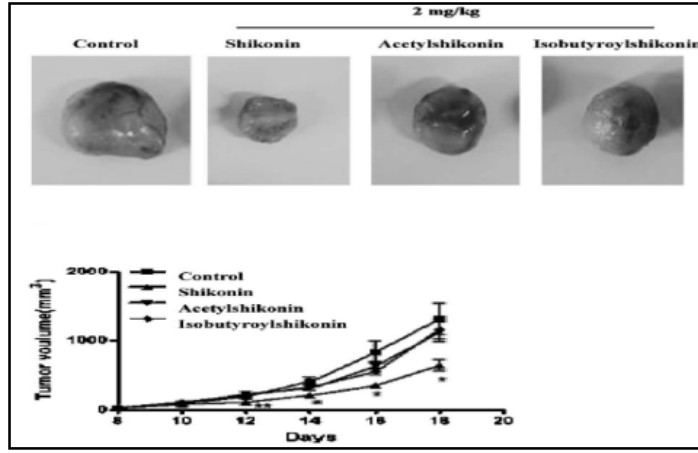 2 mg/kg
Control Shikonin Acetylshikonin Isobutyroylshikonin
2000
1000
0
Tumor voulume(mm³)
Control
Shikonin
Acetylshikonin
Isobutyroylshikonin
** * * *
8 10 12 14 16 18 20
Days